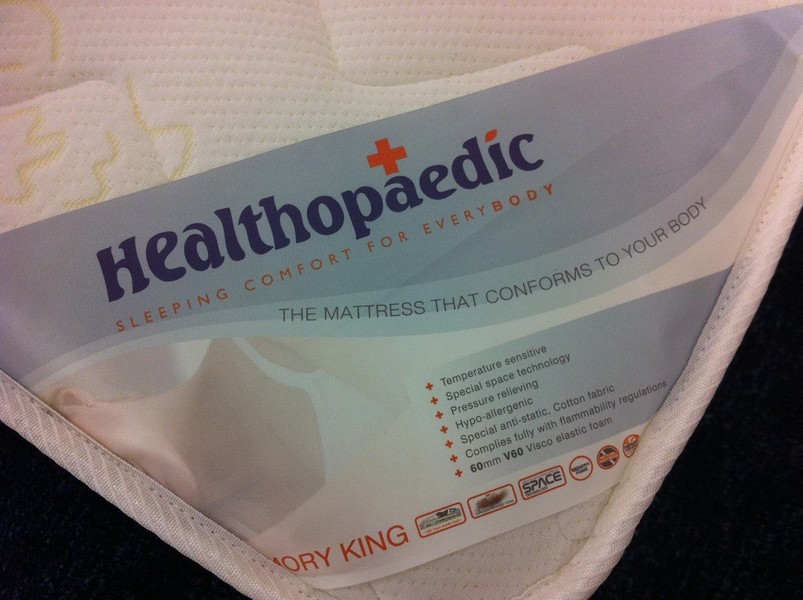 Healthopaedic
SLEEPING COMFORT FOR EVERYBODY
THE MATTRESS THAT CONFORMS TO YOUR BODY
Temperature sensitive
Special space technology
Pressure relieving
Hypo-allergenic
Special anti-static, Cotton fabric
Complies fully with flammability regulations
60mm V60 Visco elastic foam
MORY KING
SPACE